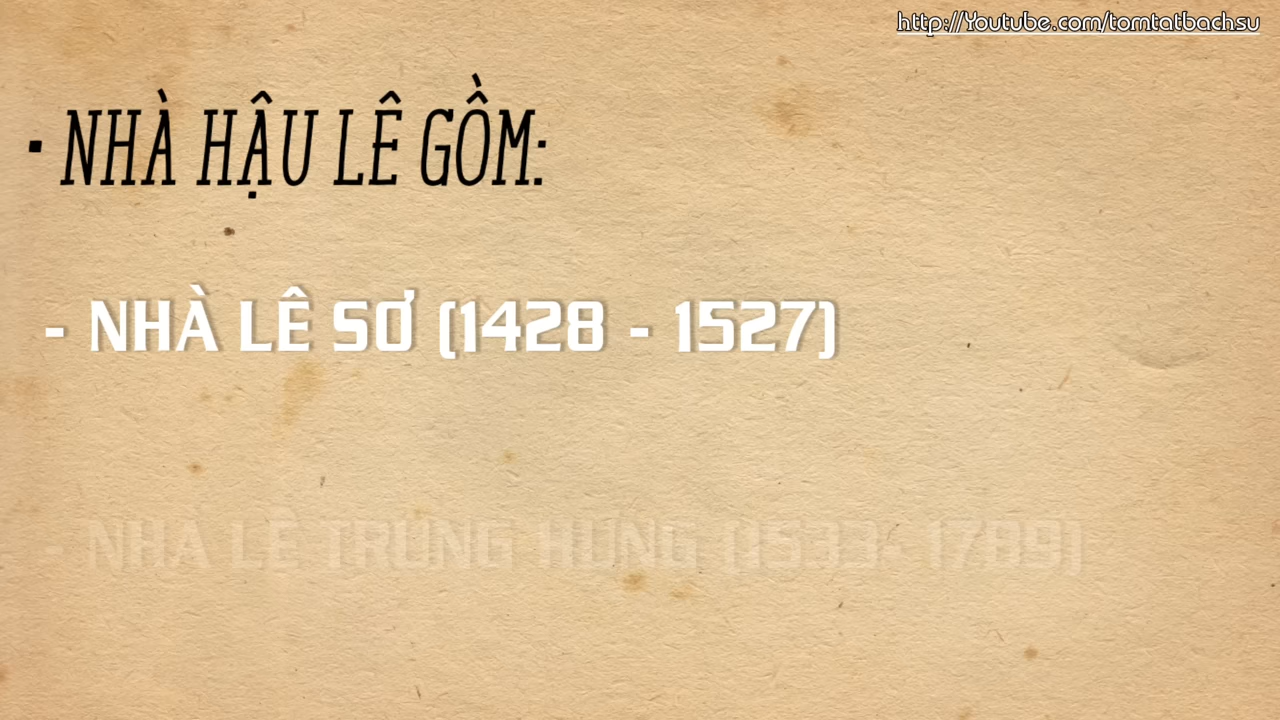 http://Youtube.com/tomtatbachsu
• NHÀ HẬU LÊ GỒM:
- NHÀ LÊ SƠ (1428 - 1527)
- NHÀ LÊ TRUNG HƯNG (1533- 1789)